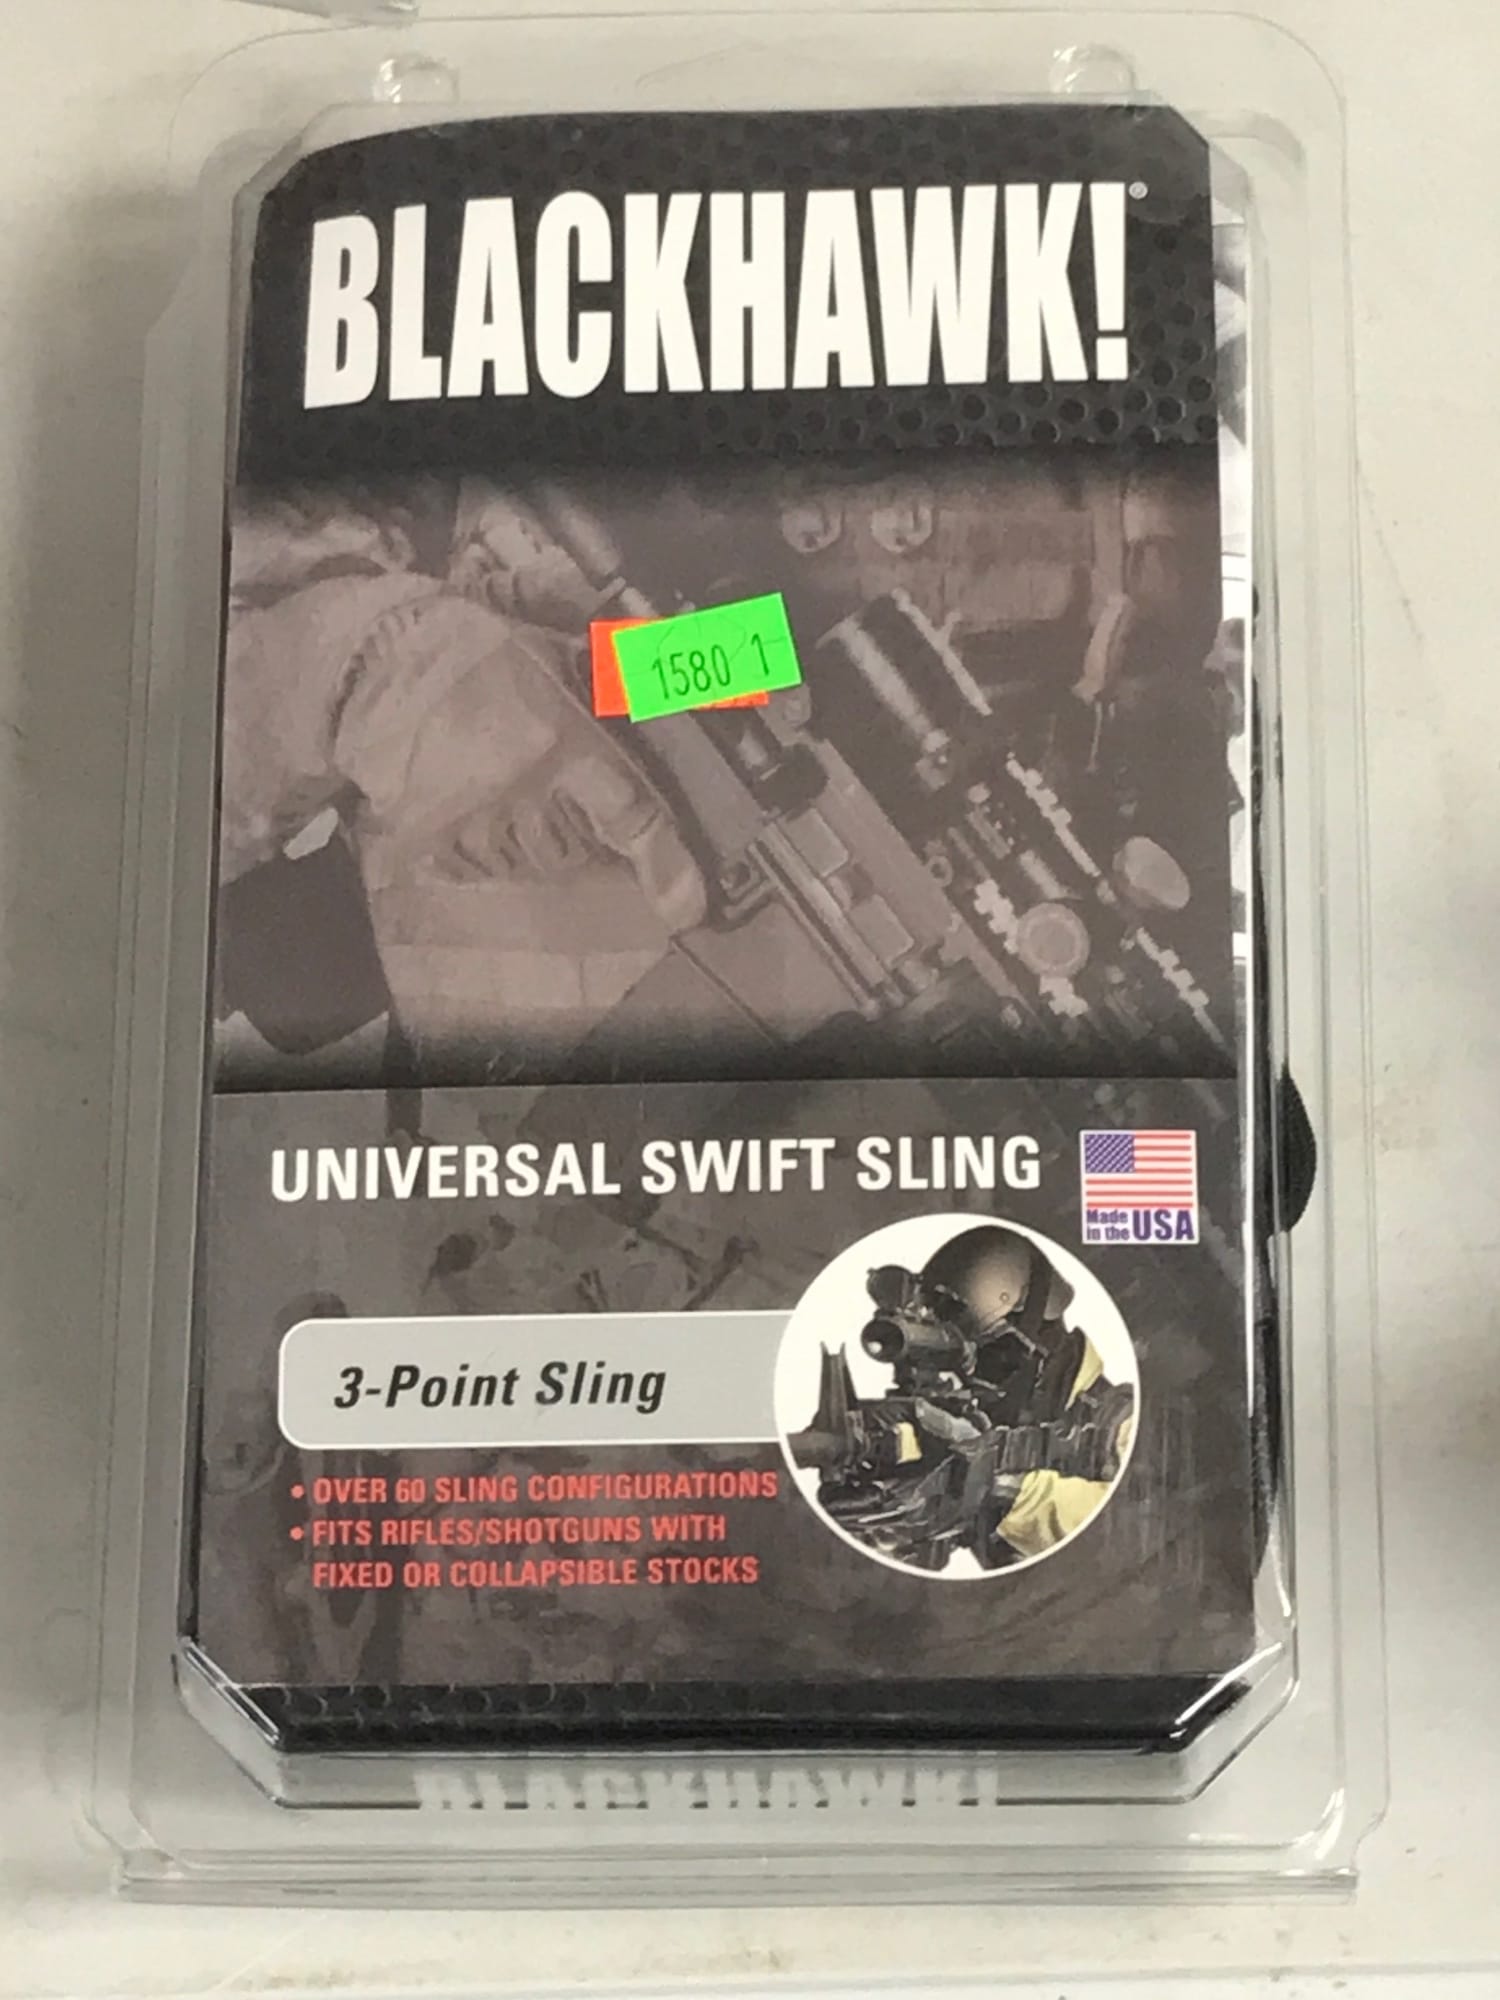 BLACKHAWK!®
1580 1
UNIVERSAL SWIFT SLING
Made
in the USA
3-Point Sling
• OVER 60 SLING CONFIGURATIONS
• FITS RIFLES/SHOTGUNS WITH
FIXED OR COLLAPSIBLE STOCKS
BLACKHAWK!